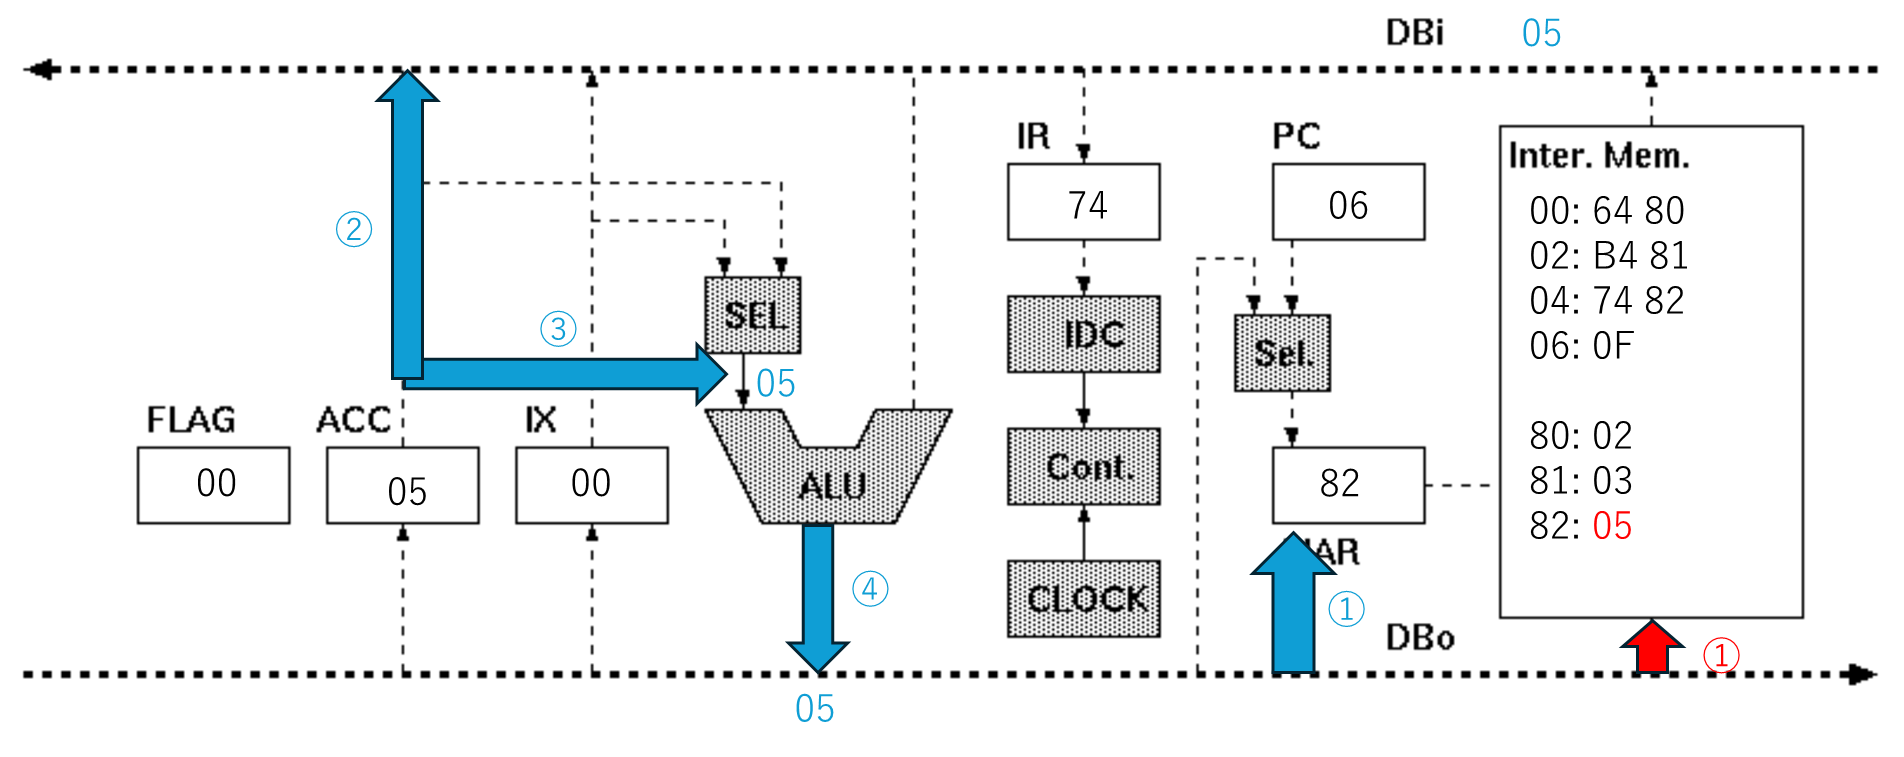 DBi 05
IR
PC
Inter. Mem.
74
06
00: 64 80
02: B4 81
04: 74 82
06: 0F
②
SEL
③
IDC
Sel.
05
FLAG
ACC
IX
80: 02
81: 03
82: 05
00
05
00
ALU
Cont.
82
④
CLOCK
①
DBo
①
05